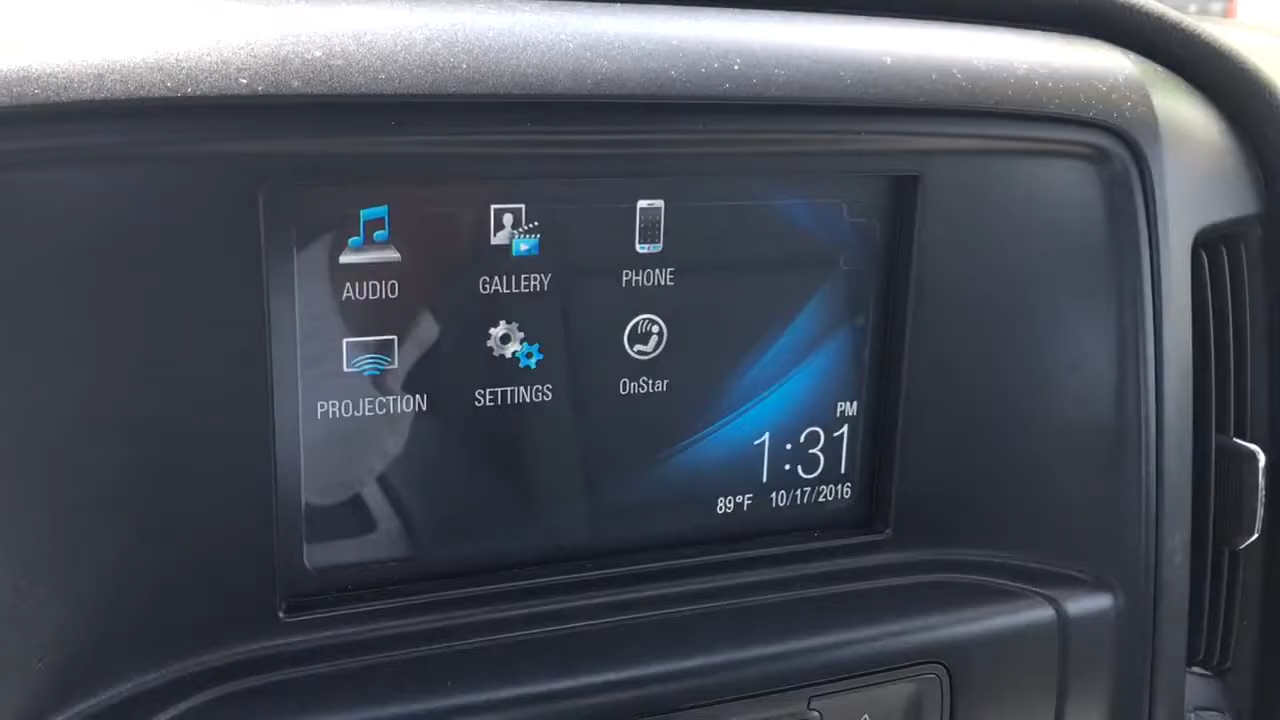 AUDIO
GALLERY
PHONE
PROJECTION
SETTINGS
OnStar
PM
1:31
89°F 10/17/2016